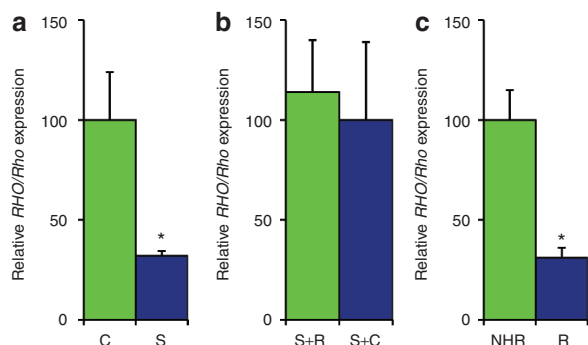 a
Relative RHO/Rho expression
150
100
50
0
*
C S
b
Relative RHO/Rho expression
150
100
50
0
S+R S+C
c
Relative RHO/Rho expression
150
100
50
0
*
NHR R